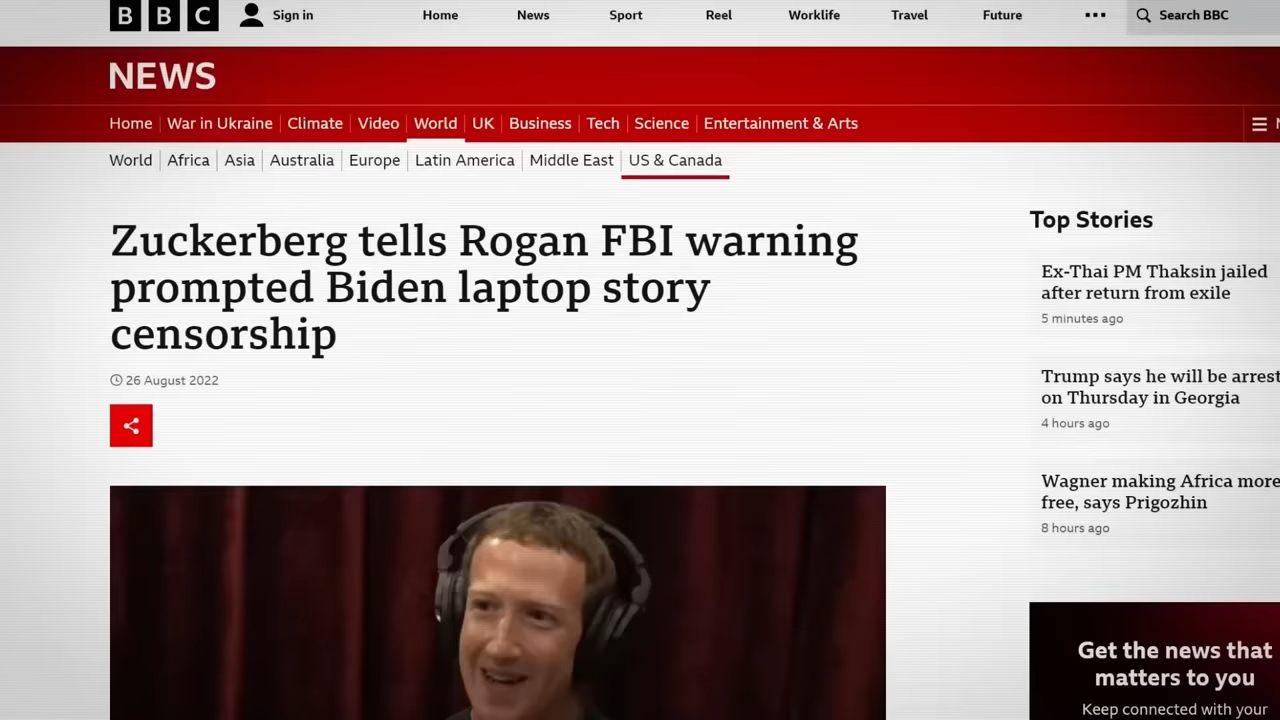 BBC
Sign in
Home
News
Sport
Reel
Worklife
Travel
Future
Search BBC
NEWS
Home
War in Ukraine
Climate
Video
World
UK
Business
Tech
Science
Entertainment & Arts
World
Africa
Asia
Australia
Europe
Latin America
Middle East
US & Canada
Zuckerberg tells Rogan FBI warning
prompted Biden laptop story
censorship
26 August 2022
Top Stories
Ex-Thai PM Thaksin jailed
after return from exile
5 minutes ago
Trump says he will be
on Thursday in Georgia
4 hours ago
Wagner making Africa more
free, says Prigozhin
8 hours ago
Get the news that
matters to you
Keep connected with your